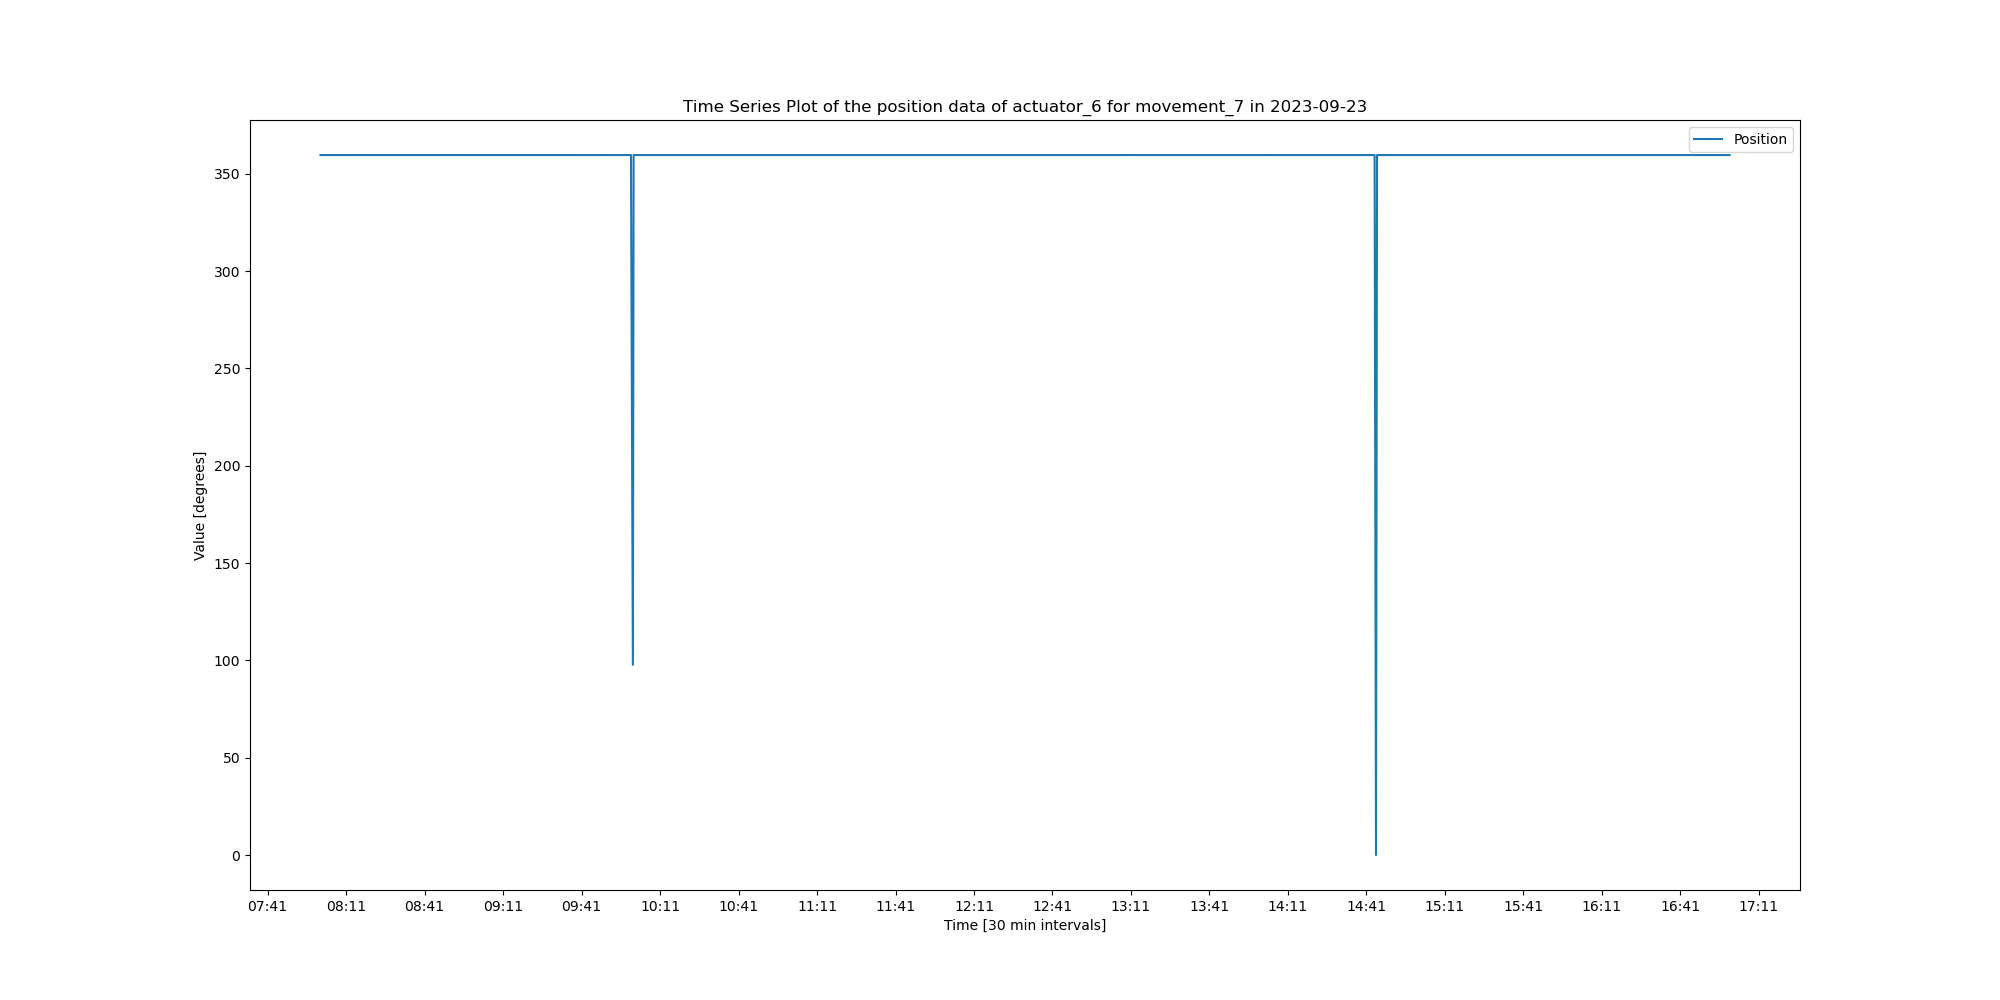 Time Series Plot of the position data of actuator_6 for movement_7 in 2023-09-23
Position
350
300
250
200
150
100
50
0
Value [degrees]
07:41 08:11 08:41 09:11 09:41 10:11 10:41 11:11 11:41 12:11 12:41 13:11 13:41 14:11 14:41 15:11 15:41 16:11 16:41 17:11
Time [30 min intervals]